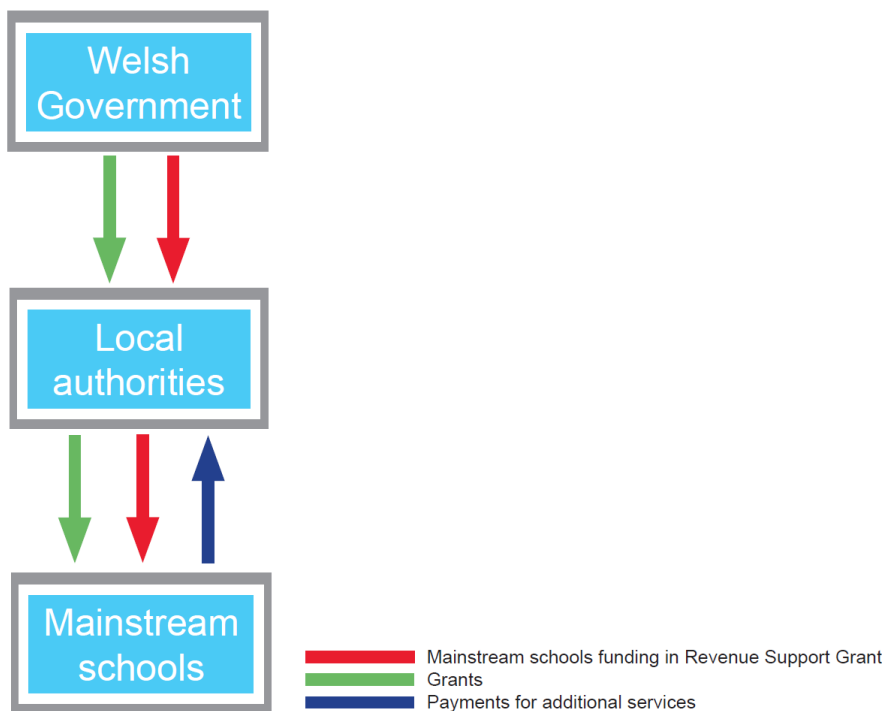 Welsh
Government
Local
authorities
Mainstream
schools
Mainstream schools funding in Revenue Support Grant
Grants
Payments for additional services